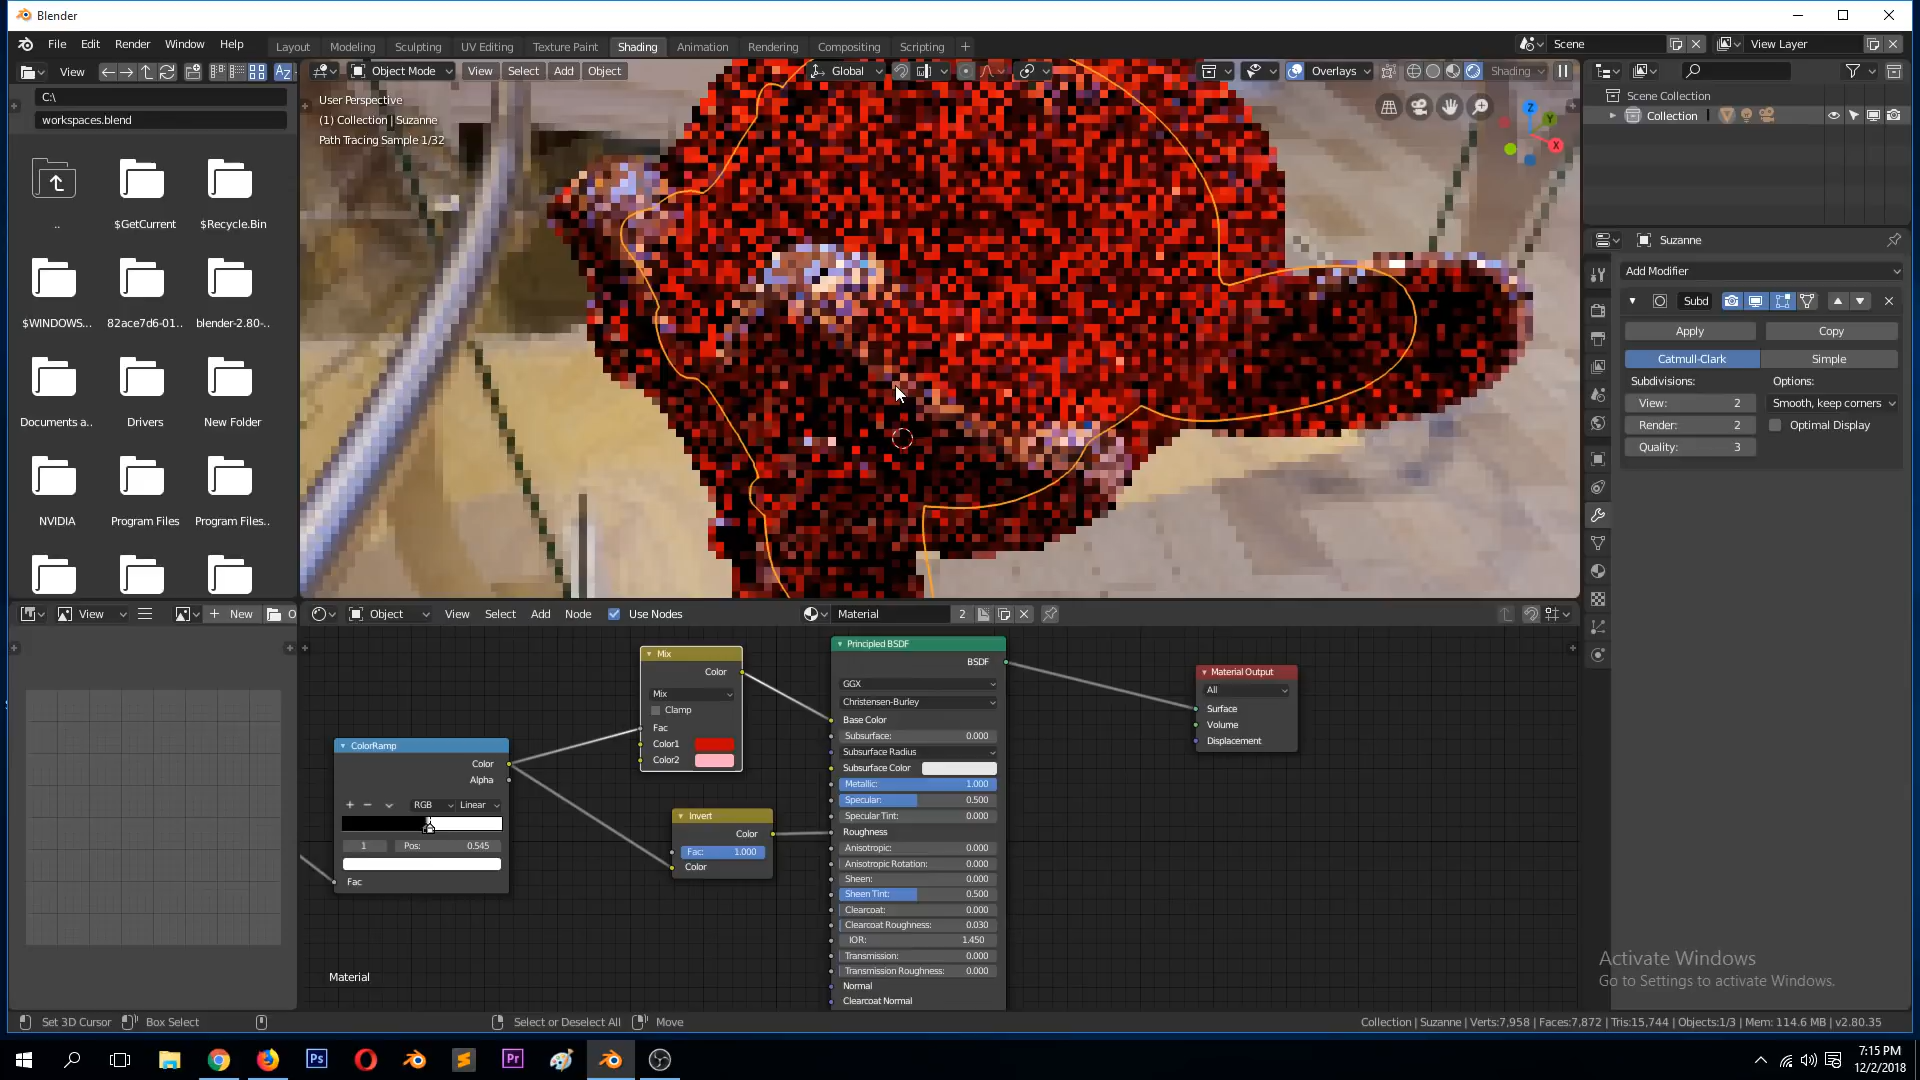 Blender
File Edit Render Window Help
Layout Modeling Sculpting UV Editing Texture Paint Shading Animation Rendering Compositing Scripting +
Scene
View Layer
View
C:\
workspaces.blend
..
$GetCurrent
$Recycle.Bin
$WINDOWS...
82ace7d6-01..
blender-2.80-..
Documents a..
Drivers
New Folder
NVIDIA
Program Files
Program Files..
Object Mode View Select Add Object
Global
Overlays
Shading
User Perspective
(1) Collection | Suzanne
Path Tracing Sample 1/32
Z
Y
X
Scene Collection
Collection
Suzanne
Add Modifier
Subd
Apply
Copy
Catmull-Clark
Simple
Subdivisions:
Options:
View: 2
Smooth, keep corners
Render: 2
Optimal Display
Quality: 3
View
+ New
O
Object View Select Add Node Use Nodes
Material 2
ColorRamp
Color
Alpha
RGB
Linear
1
Pos: 0.545
Fac
Mix
Color
Mix
Clamp
Fac
Color1
Color2
Invert
Color
Fac: 1.000
Color
Principled BSDF
BSDF
GGX
Christensen-Burley
Base Color
Subsurface: 0.000
Subsurface Radius
Subsurface Color
Metallic: 1.000
Specular: 0.500
Specular Tint: 0.000
Roughness
Anisotropic: 0.000
Anisotropic Rotation: 0.000
Sheen: 0.000
Sheen Tint: 0.500
Clearcoat: 0.000
Clearcoat Roughness: 0.030
IOR: 1.450
Transmission: 0.000
Transmission Roughness: 0.000
Normal
Clearcoat Normal
Material Output
All
Surface
Volume
Displacement
Material
Activate Windows
Go to Settings to activate Windows.
Set 3D Cursor
Box Select
Select or Deselect All
Move
Collection | Suzanne | Verts:7,958 | Faces:7,872 | Tris:15,744 | Objects:1/3 | Mem: 114.6 MB | v2.80.35
Ps
Pr
7:15 PM
12/2/2018